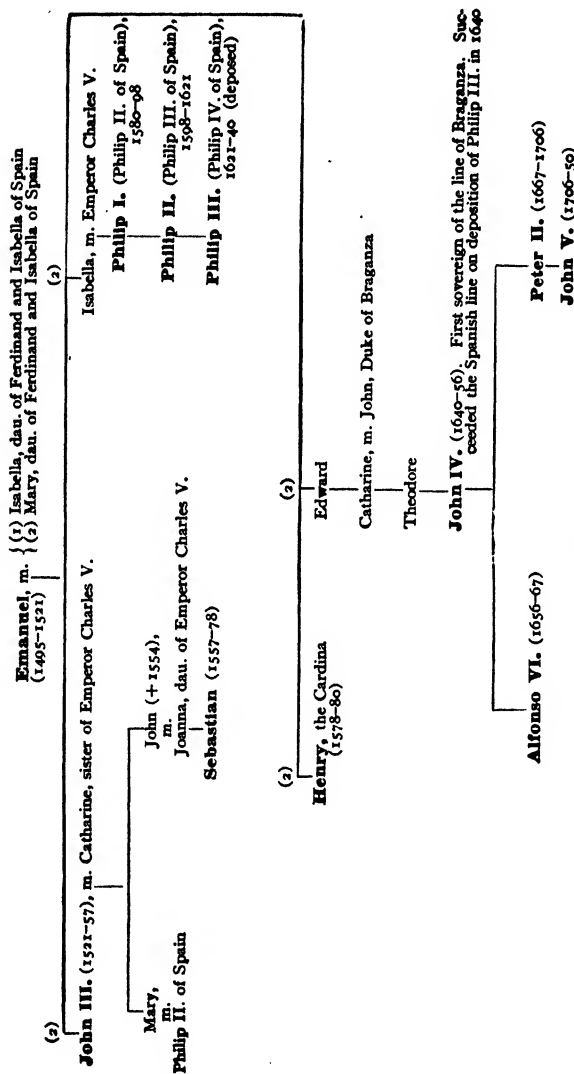 Emanuel, m. {(1) Isabella, dau. of Ferdinand and Isabella of Spain
(1495-1521) {(2) Mary, dau. of Ferdinand and Isabella of Spain
(2)
(2)
John III. (1521-57), m. Catharine, sister of Emperor Charles V.
Isabella, m. Emperor Charles V.
Philip I. (Philip II. of Spain),
1580-98
Philip II. (Philip III. of Spain),
1598-1621
Philip III. (Philip IV. of Spain),
1621-40 (deposed)
Mary,
m.
Philip II. of Spain
John (+1554),
m.
Joanna, dau. of Emperor Charles V.
Sebastian (1557-78)
(2)
(2)
Henry, the Cardina
(1578-80)
Edward
Catharine, m. John, Duke of Braganza
Theodore
John IV. (1640-56). First sovereign of the line of Braganza. Suc-
ceeded the Spanish line on deposition of Philip III. in 1640
Alfonso VI. (1656-67)
Peter II. (1667-1706)
John V. (1706-50)